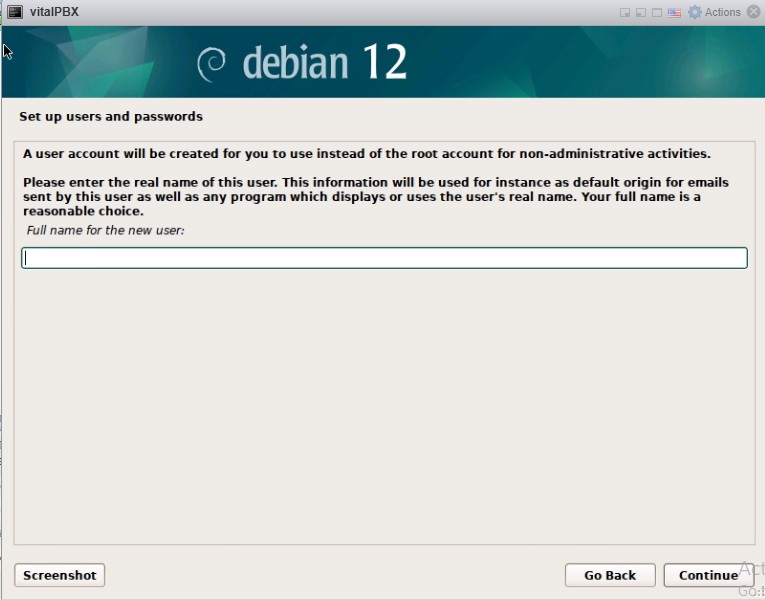 vitalPBX
Actions
debian 12
Set up users and passwords
A user account will be created for you to use instead of the root account for non-administrative activities.
Please enter the real name of this user. This information will be used for instance as default origin for emails
sent by this user as well as any program which displays or uses the user's real name. Your full name is a
reasonable choice.
Full name for the new user:
Screenshot
Go Back
Continue